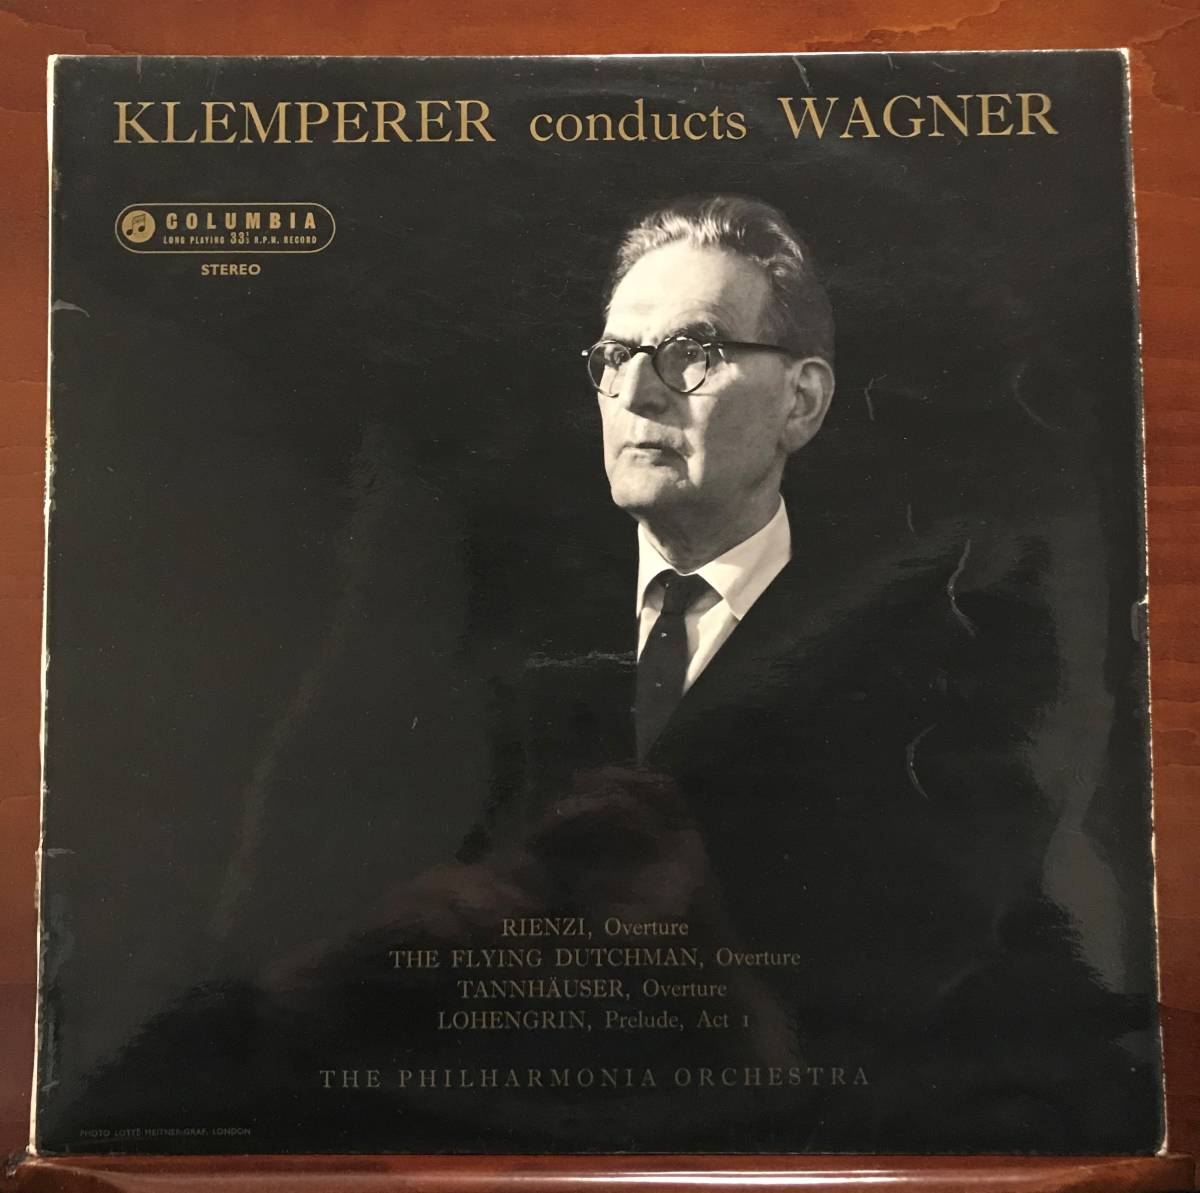 KLEMPERER conducts WAGNER
COLUMBIA
LONG PLAYING 33⅓ R.P.M. RECORD
STEREO
RIENZI, Overture
THE FLYING DUTCHMAN, Overture
TANNHÄUSER, Overture
LOHENGRIN, Prelude, Act 1
THE PHILHARMONIA ORCHESTRA
PHOTO LOTTE MEITNER-GRAF, LONDON